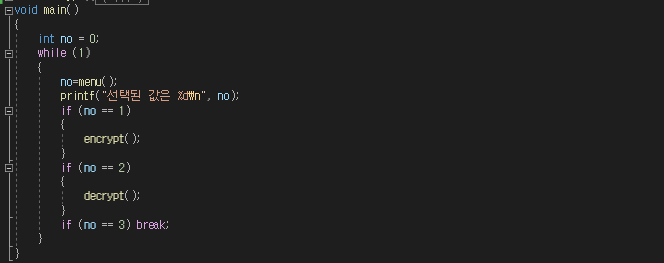 void main()
{
int no = 0;
while (1)
{
no=menu();
printf("선택된 값은 %d₩n", no);
if (no == 1)
{
encrypt();
}
if (no == 2)
{
decrypt();
}
if (no == 3) break;
}
}